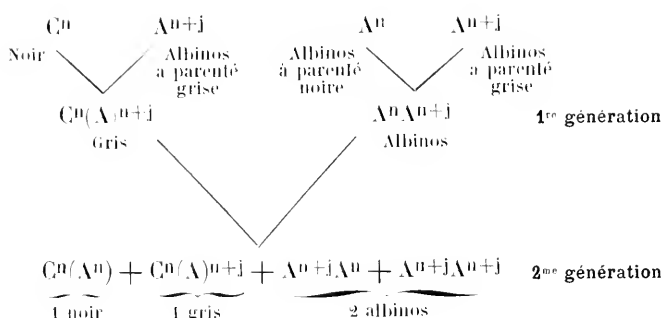 Cⁿ Aⁿ⁺ʲ Aⁿ Aⁿ⁺ʲ
Noir Albinos Albinos Albinos
a parenté à parenté a parenté
grise noire grise
Cⁿ(A)ⁿ⁺ʲ AⁿAⁿ⁺ʲ 1ʳᵉ génération
Gris Albinos
Cⁿ(Aⁿ) + Cⁿ(A)ⁿ⁺ʲ + Aⁿ⁺ʲAⁿ + Aⁿ⁺ʲAⁿ⁺ʲ 2ᵐᵉ génération
1 noir 1 gris 2 albinos